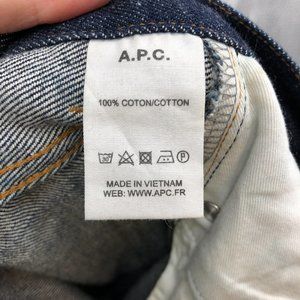 A.P.C.
100% COTON/COTTON
P
MADE IN VIETNAM
WEB: WWW.APC.FR